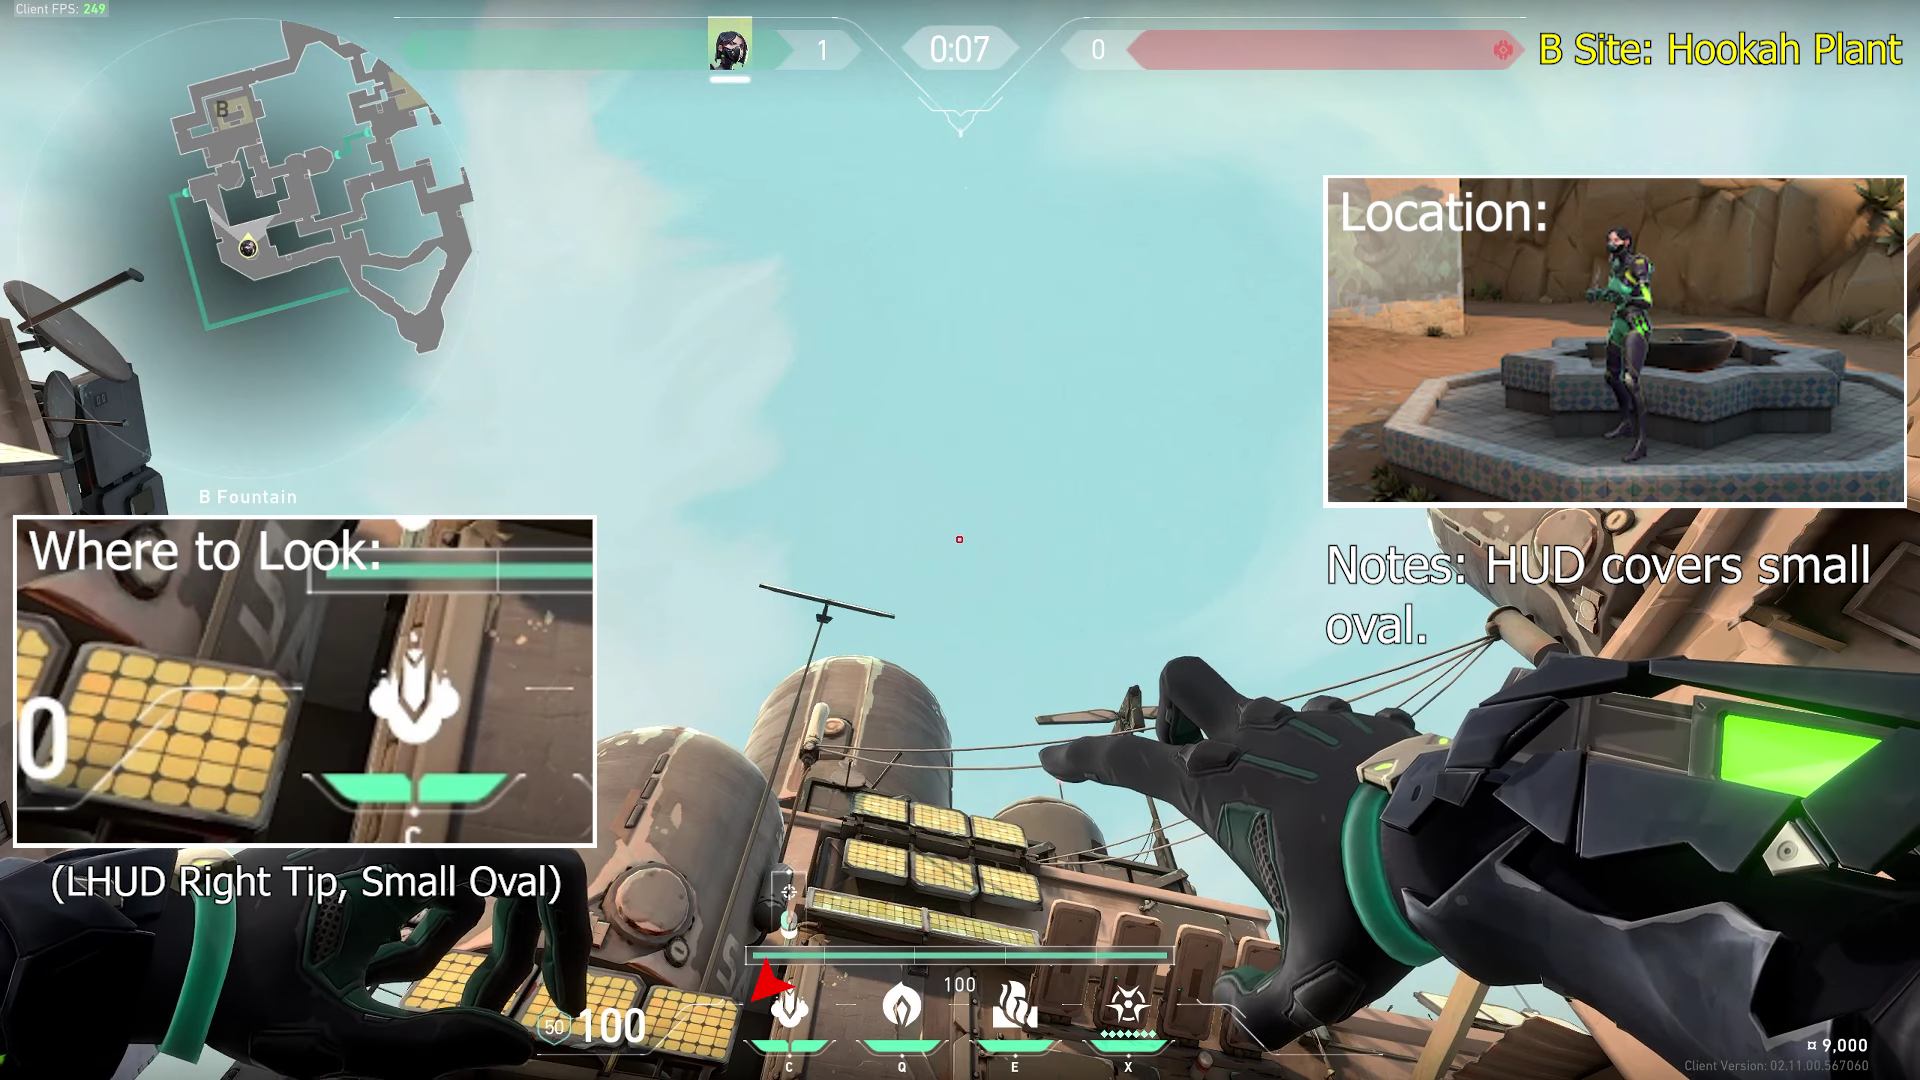 Client FPS: 249
1
0:07
0
B Site: Hookah Plant
B
Location:
B Fountain
Where to Look:
0
C
Notes: HUD covers small
oval.
(LHUD Right Tip, Small Oval)
50 100
100
C Q E X
¤ 9,000
Client Version: 02.11.00.567060